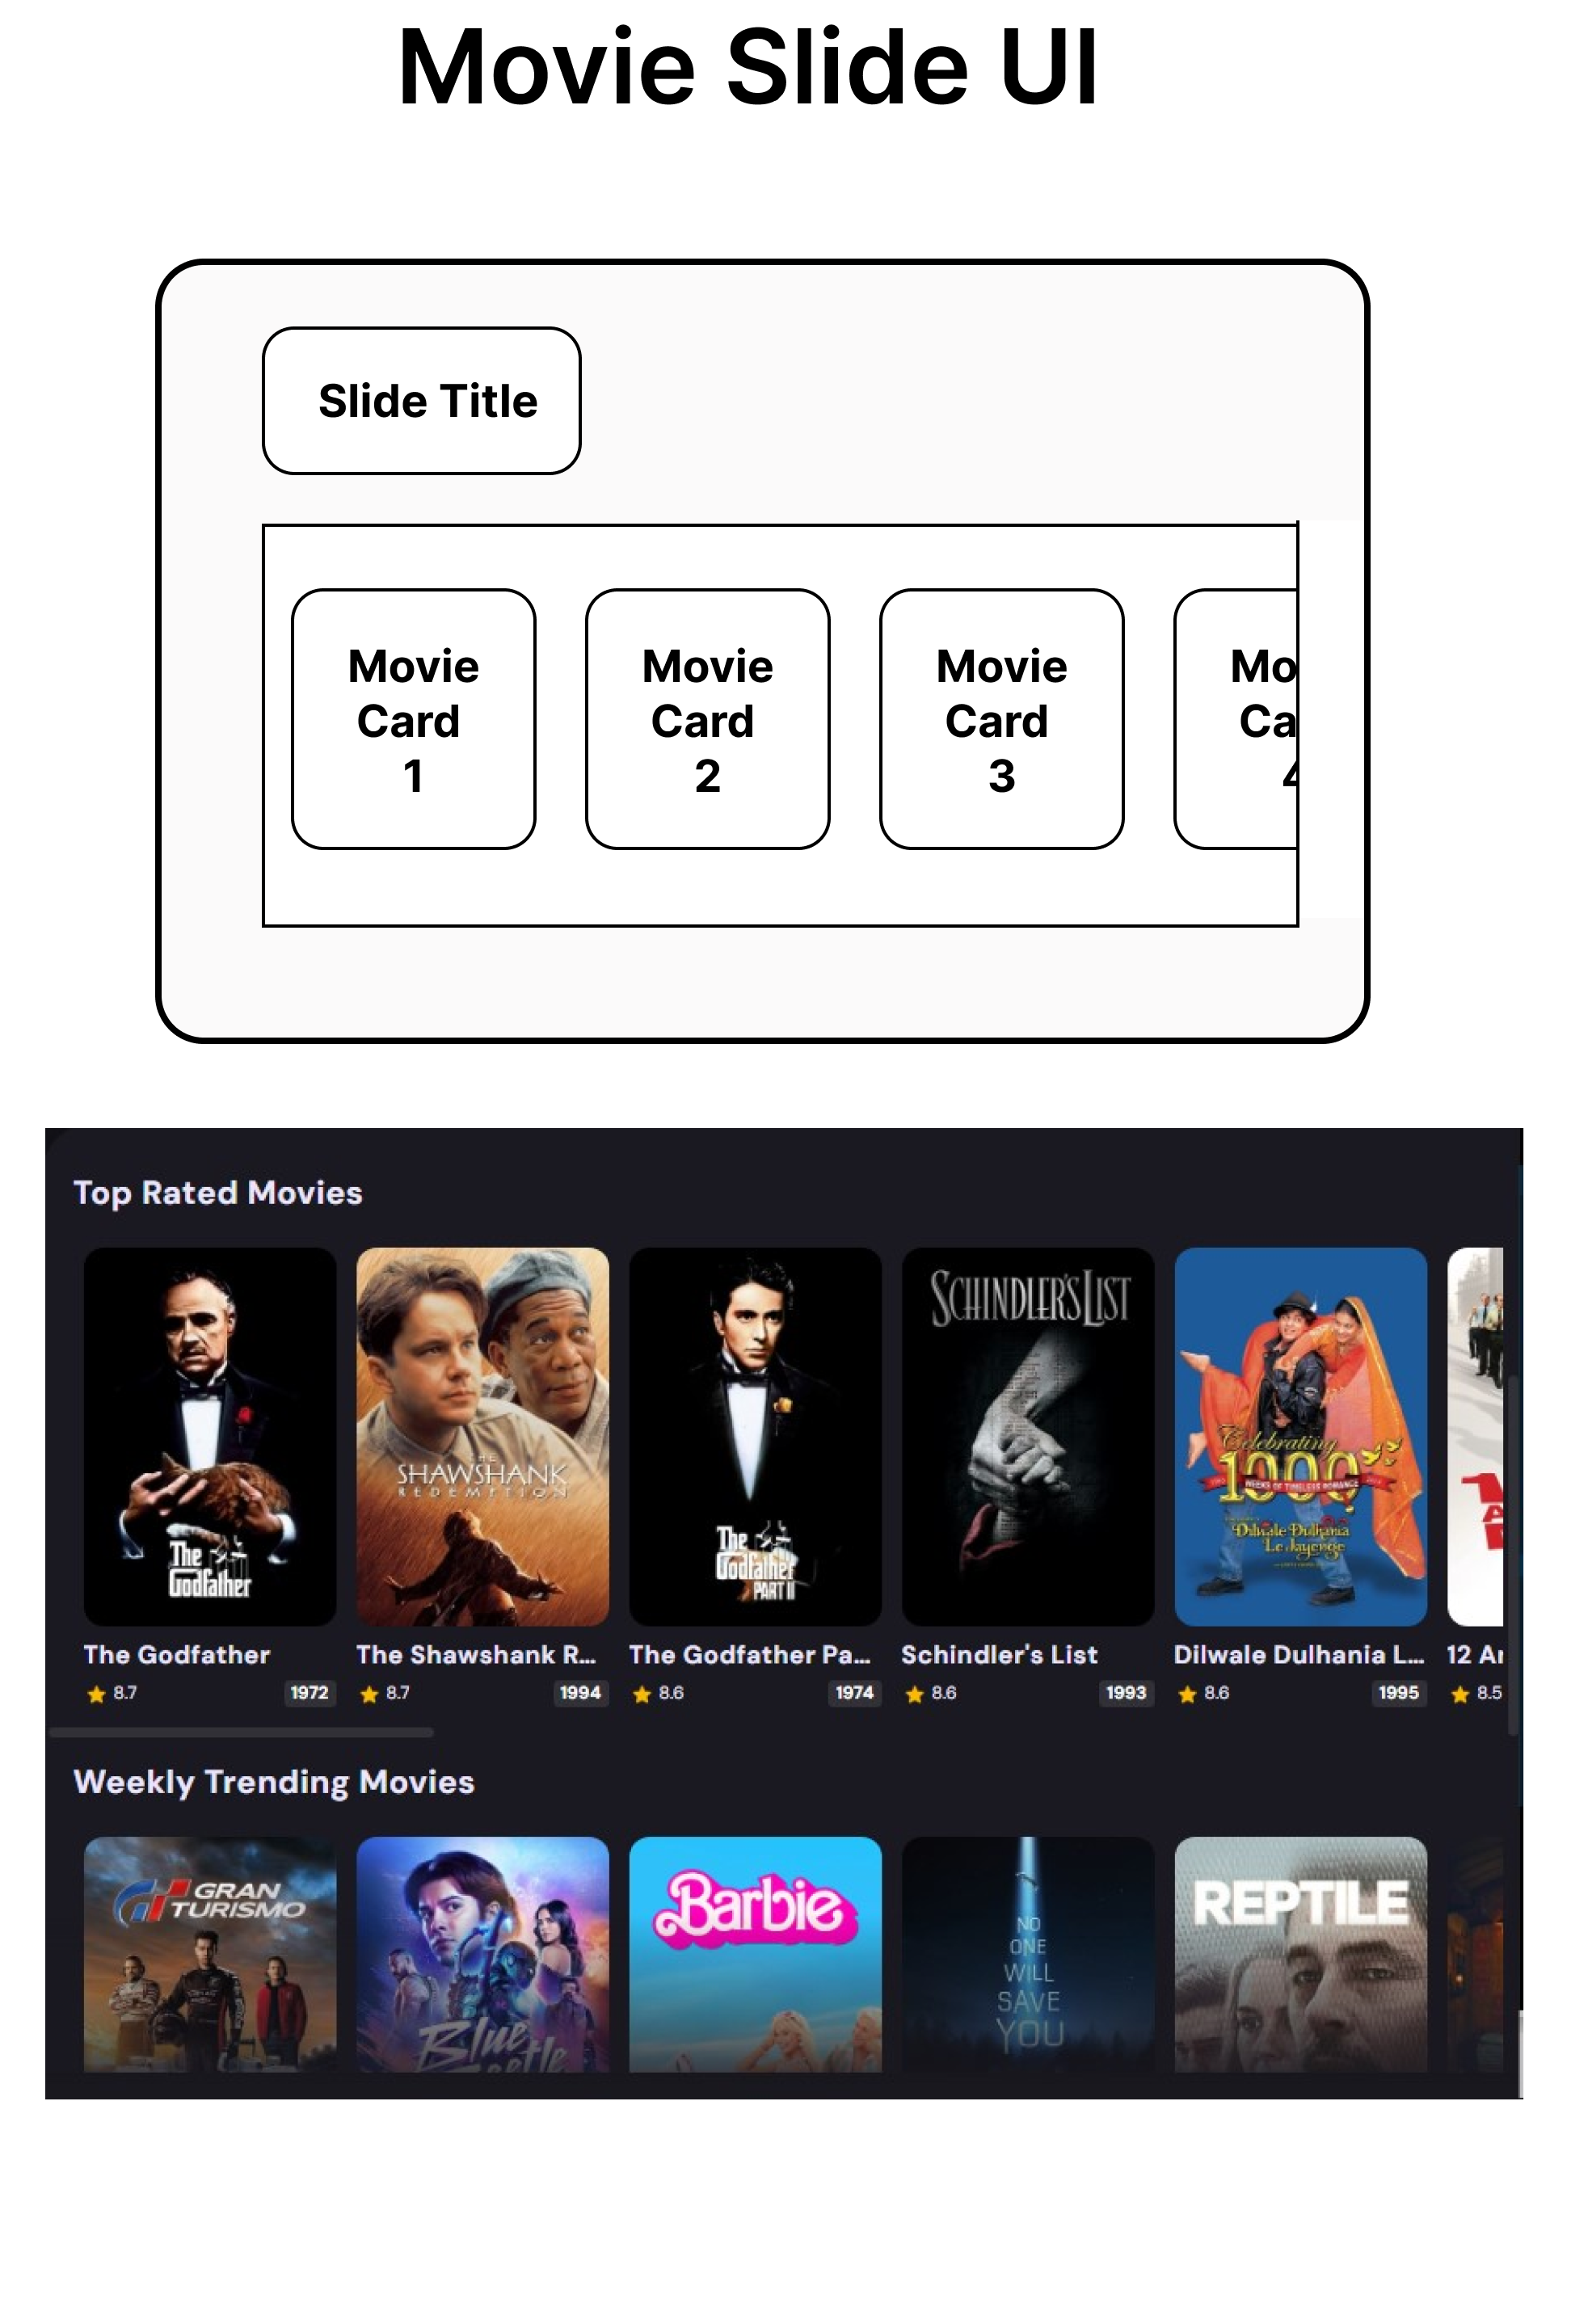 Movie Slide UI
Slide Title
Movie
Card
1
Movie
Card
2
Movie
Card
3
Mo
Ca
4
Top Rated Movies
The
Godfather
THE
SHAWSHANK
REDEMPTION
The
Godfather
PART II
SCHINDLER'S LIST
Celebrating
1000
WEEKS OF TIMELESS ROMANCE
Dilwale Dulhania
Le Jayenge
The Godfather
The Shawshank R...
The Godfather Pa...
Schindler's List
Dilwale Dulhania L...
12 A
8.7
1972
8.7
1994
8.6
1974
8.6
1993
8.6
1995
8.5
Weekly Trending Movies
GRAN
TURISMO
Blue
Beetle
Barbie
NO
ONE
WILL
SAVE
YOU
REPTILE